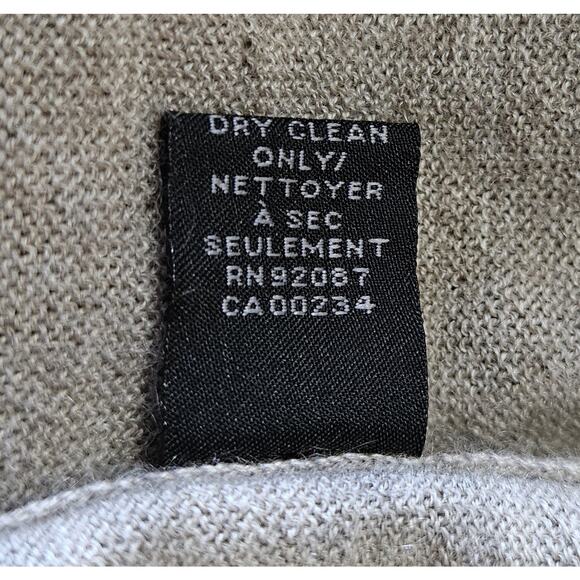 DRY CLEAN
ONLY/
NETTOYER
À SEC
SEULEMENT
RN92087
CA00234